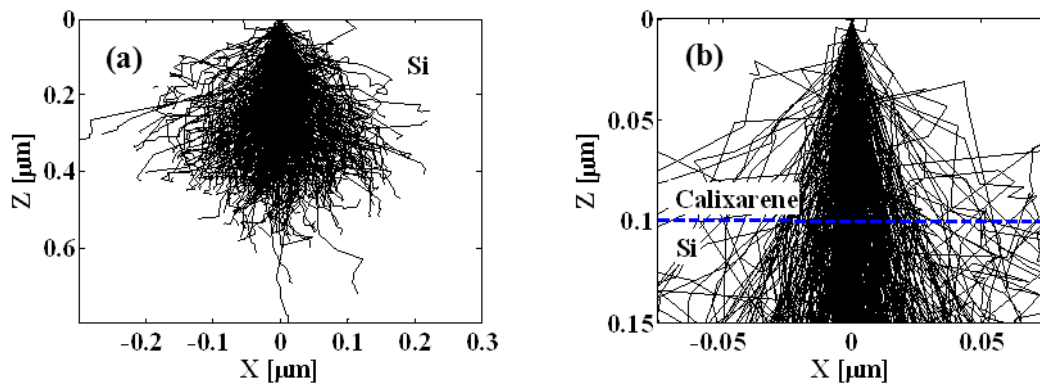 (a)
Si
0
0.2
0.4
0.6
Z [μm]
-0.2 -0.1 0 0.1 0.2 0.3
X [μm]
(b)
0
0.05
0.1
0.15
Z [μm]
Calixarene
Si
-0.05 0 0.05
X [μm]